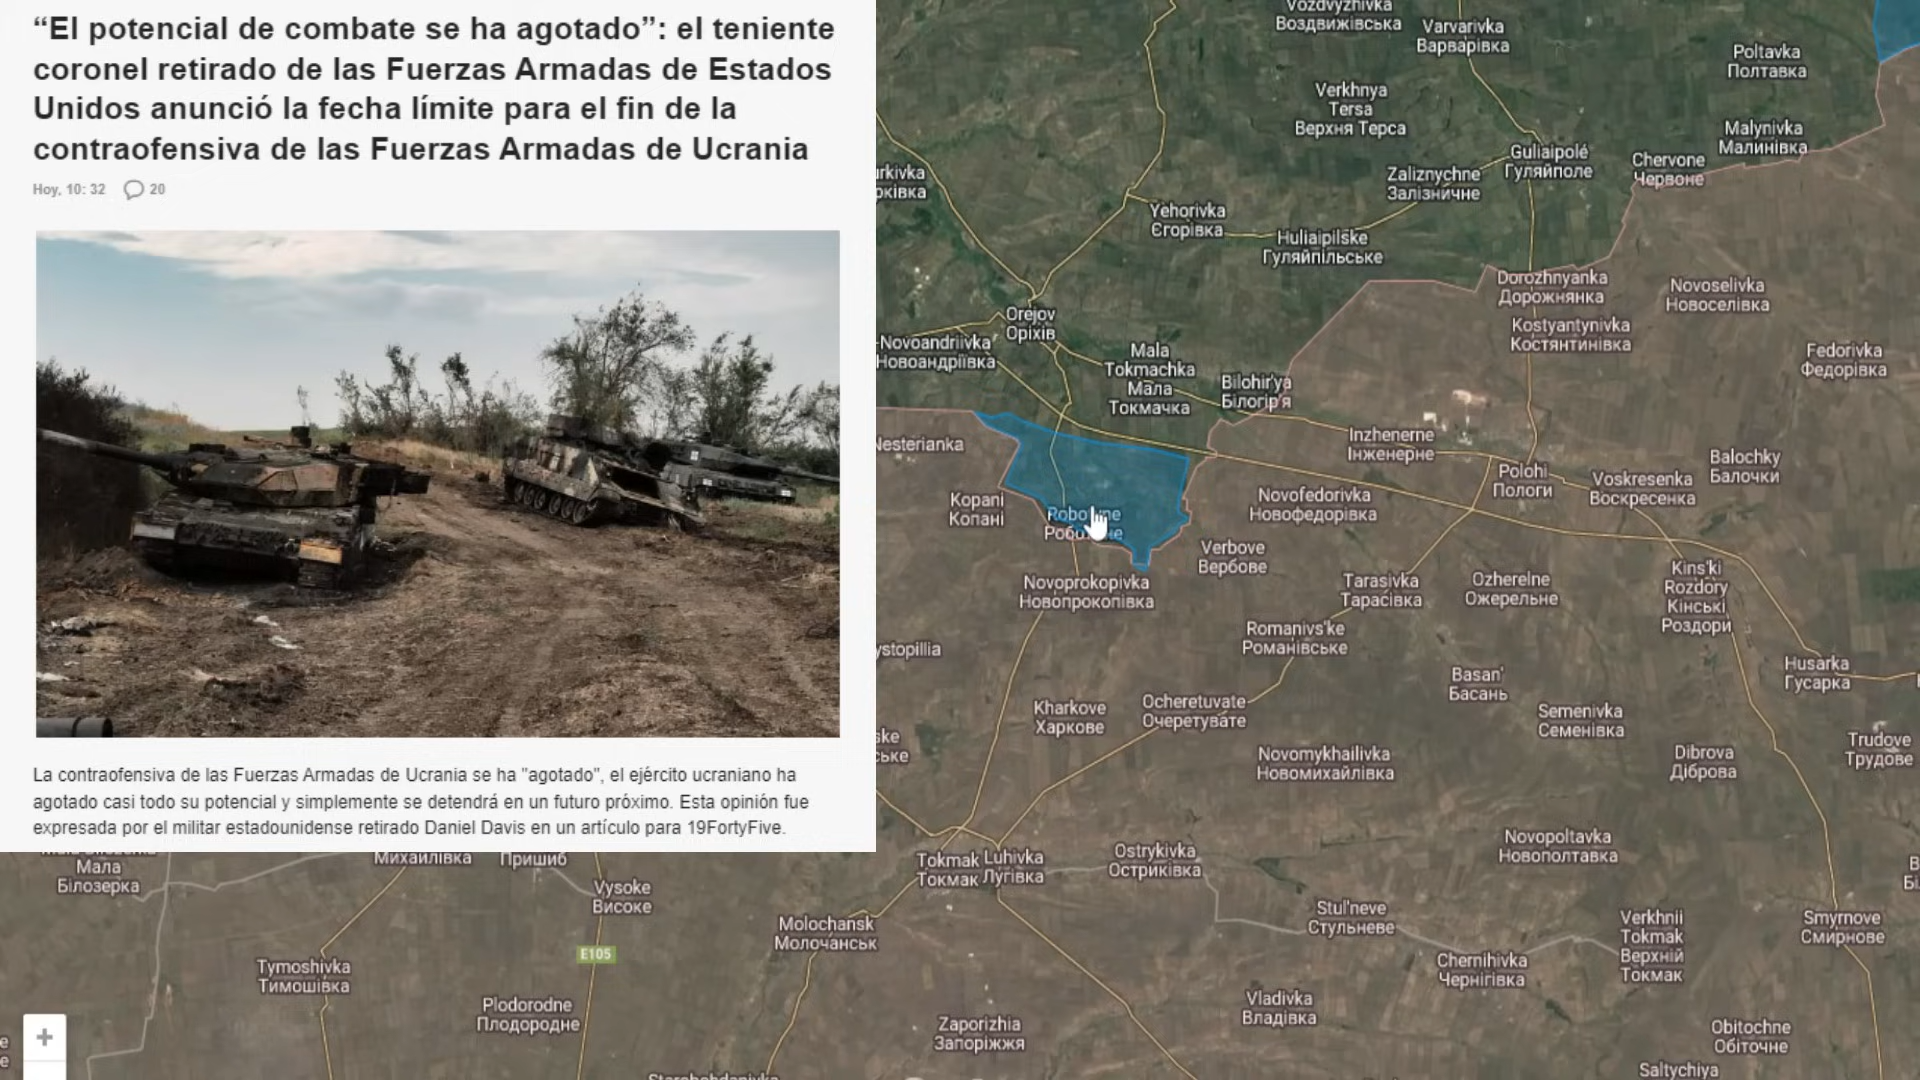 “El potencial de combate se ha agotado”: el teniente
coronel retirado de las Fuerzas Armadas de Estados
Unidos anunció la fecha límite para el fin de la
contraofensiva de las Fuerzas Armadas de Ucrania
Hoy, 10: 32
20
La contraofensiva de las Fuerzas Armadas de Ucrania se ha "agotado", el ejército ucraniano ha
agotado casi todo su potencial y simplemente se detendrá en un futuro próximo. Esta opinión fue
expresada por el militar estadounidense retirado Daniel Davis en un artículo para 19FortyFive.
Vozdvyzhivka
Воздвижівська
Varvarivka
Варварівка
Poltavka
Полтавка
Verkhnya
Tersa
Верхня Терса
Malynivka
Малинівка
Guliaipolé
Гуляйполе
Chervone
Червоне
Zaliznychne
Залізничне
Yehorivka
Єгорівка
Huliaipilske
Гуляйпільське
Dorozhnyanka
Дорожнянка
Novoselivka
Новоселівка
Orejov
Оріхів
Kostyantynivka
Костянтинівка
Novoandriivka
Новоандріївка
Mala
Tokmachka
Мала
Токмачка
Fedorivka
Федорівка
Bilohir'ya
Білогір'я
Nesterianka
Inzhenerne
Інженерне
Polohi
Пологи
Voskresenka
Воскресенка
Balochky
Балочки
Kopani
Копані
Novofedorivka
Новофедорівка
Verbove
Вербове
Novoprokopivka
Новопрокопівка
Tarasivka
Тарасівка
Ozherelne
Ожерельне
Kins'ki
Rozdory
Кінські
Роздори
Romanivs'ke
Романівське
Husarka
Гусарка
Basan'
Басань
Kharkove
Харкове
Ocheretuvate
Очеретувате
Semenivka
Семенівка
Novomykhailivka
Новомихайлівка
Dibrova
Діброва
Trudove
Трудове
Novopoltavka
Новополтавка
Tokmak
Токмак
Luhivka
Лугівка
Ostrykivka
Остриківка
Михайлівка
Пришиб
Мала
Білозерка
Vysoke
Високе
Molochansk
Молочанськ
Stul'neve
Стульневе
Verkhnii
Tokmak
Верхній
Токмак
Smyrnove
Смирнове
E105
Tymoshivka
Тимошівка
Chernihivka
Чернігівка
Plodorodne
Плодородне
Vladivka
Владівка
Zaporizhia
Запоріжжя
Obitochne
Обіточне
Saltychiya
+